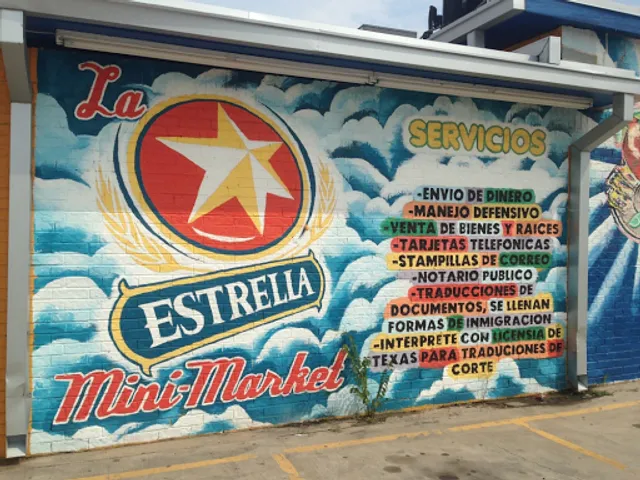 La
ESTRELLA
Mini-Market
SERVICIOS
-ENVIO DE DINERO
-MANEJO DEFENSIVO
-VENTA DE BIENES Y RAICES
-TARJETAS TELEFONICAS
-STAMPILLAS DE CORREO
-NOTARIO PUBLICO
-TRADUCCIONES DE
DOCUMENTOS, SE LLENAN
FORMAS DE INMIGRACION
-INTERPRETE CON LICENSIA DE
TEXAS PARA TRADUCCIONES DE
CORTE